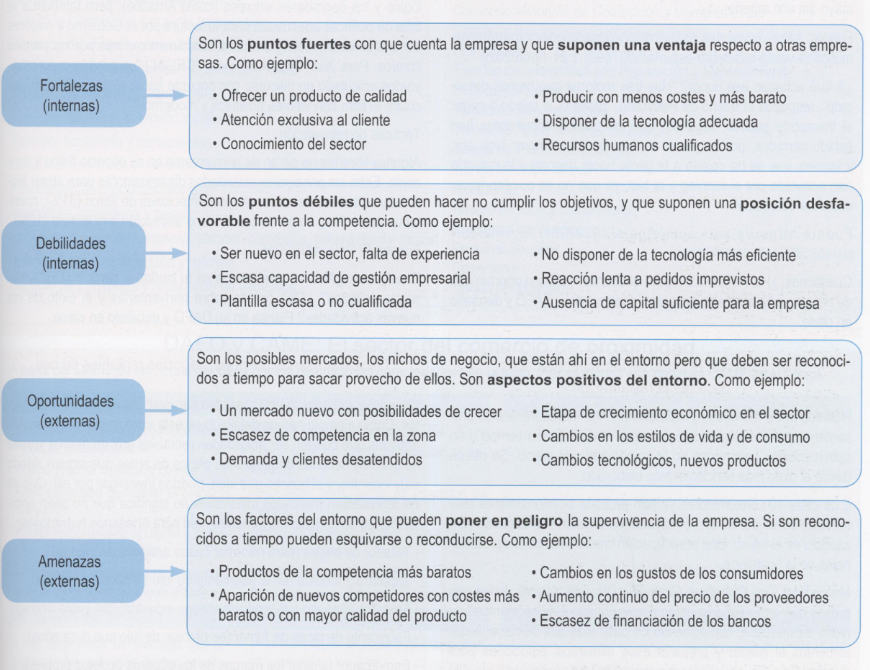 Fortalezas
(internas)
Son los puntos fuertes con que cuenta la empresa y que suponen una ventaja respecto a otras empre-
sas. Como ejemplo:
• Ofrecer un producto de calidad
• Atención exclusiva al cliente
• Conocimiento del sector
• Producir con menos costes y más barato
• Disponer de la tecnología adecuada
• Recursos humanos cualificados
Debilidades
(internas)
Son los puntos débiles que pueden hacer no cumplir los objetivos, y que suponen una posición desfa-
vorable frente a la competencia. Como ejemplo:
• Ser nuevo en el sector, falta de experiencia
• Escasa capacidad de gestión empresarial
• Plantilla escasa o no cualificada
• No disponer de la tecnología más eficiente
• Reacción lenta a pedidos imprevistos
• Ausencia de capital suficiente para la empresa
Oportunidades
(externas)
Son los posibles mercados, los nichos de negocio, que están ahí en el entorno pero que deben ser reconoci-
dos a tiempo para sacar provecho de ellos. Son aspectos positivos del entorno. Como ejemplo:
• Un mercado nuevo con posibilidades de crecer
• Escasez de competencia en la zona
• Demanda y clientes desatendidos
• Etapa de crecimiento económico en el sector
• Cambios en los estilos de vida y de consumo
• Cambios tecnológicos, nuevos productos
Amenazas
(externas)
Son los factores del entorno que pueden poner en peligro la supervivencia de la empresa. Si son recono-
cidos a tiempo pueden esquivarse o reconducirse. Como ejemplo:
• Productos de la competencia más baratos
• Aparición de nuevos competidores con costes más
baratos o con mayor calidad del producto
• Cambios en los gustos de los consumidores
• Aumento continuo del precio de los proveedores
• Escasez de financiación de los bancos